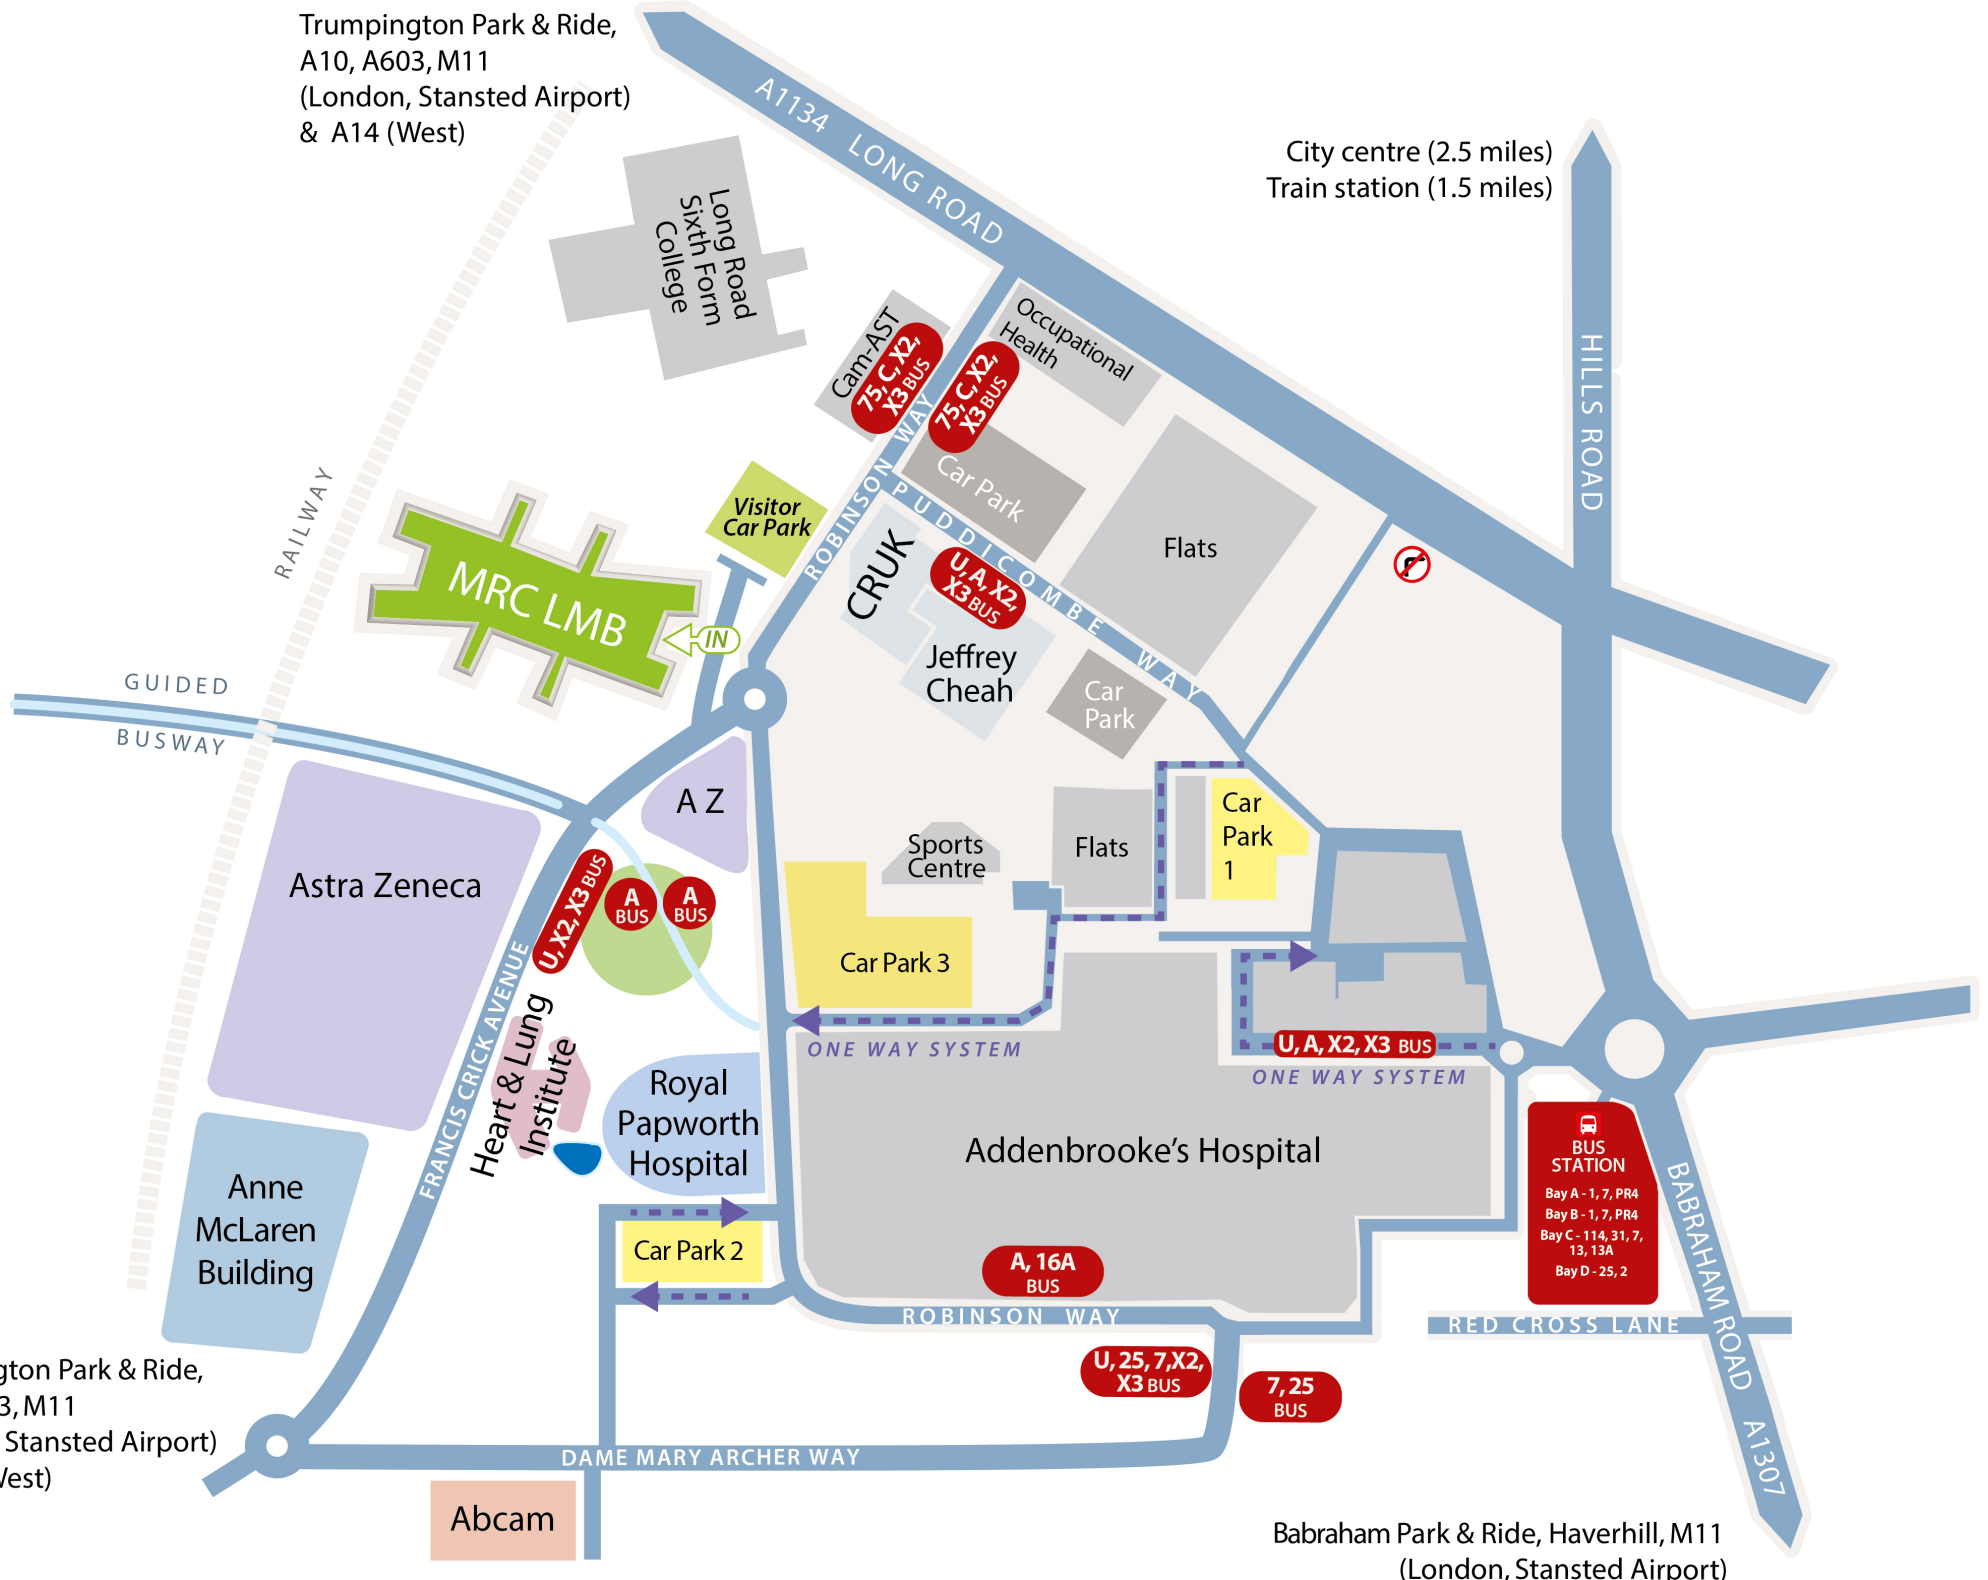 Trumpington Park & Ride,
A10, A603, M11
(London, Stansted Airport)
& A14 (West)
A1134 LONG ROAD
City centre (2.5 miles)
Train station (1.5 miles)
HILLS ROAD
Long Road
Sixth Form
College
Cam-AST
75, C, X2,
X3 BUS
75, C, X2,
X3 BUS
Occupational
Health
ROBINSON WAY
Car Park
PUDDICOMBE WAY
Flats
RAILWAY
Visitor
Car Park
MRC LMB
IN
CRUK
U, A, X2,
X3 BUS
Jeffrey
Cheah
Car
Park
GUIDED
BUSWAY
A Z
Astra Zeneca
Sports
Centre
Flats
Car
Park
1
U, X2, X3 BUS
A
BUS
A
BUS
Car Park 3
FRANCIS CRICK AVENUE
Heart & Lung
Institute
ONE WAY SYSTEM
U, A, X2, X3 BUS
ONE WAY SYSTEM
Royal
Papworth
Hospital
Addenbrooke's Hospital
BUS
STATION
Bay A - 1, 7, PR4
Bay B - 1, 7, PR4
Bay C - 114, 31, 7,
13, 13A
Bay D - 25, 2
BABRAHAM ROAD A1307
Anne
McLaren
Building
Car Park 2
A, 16A
BUS
ROBINSON WAY
RED CROSS LANE
U, 25, 7,X2,
X3 BUS
7, 25
BUS
gton Park & Ride,
3, M11
Stansted Airport)
West)
DAME MARY ARCHER WAY
Abcam
Babraham Park & Ride, Haverhill, M11
(London, Stansted Airport)